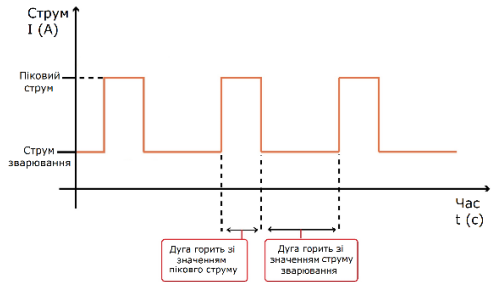 Струм
I (A)
Піковий
струм
Струм
зварювання
Час
t (c)
Дуга горить зі
значенням
пікового струму
Дуга горить зі
значенням струму
зварювання